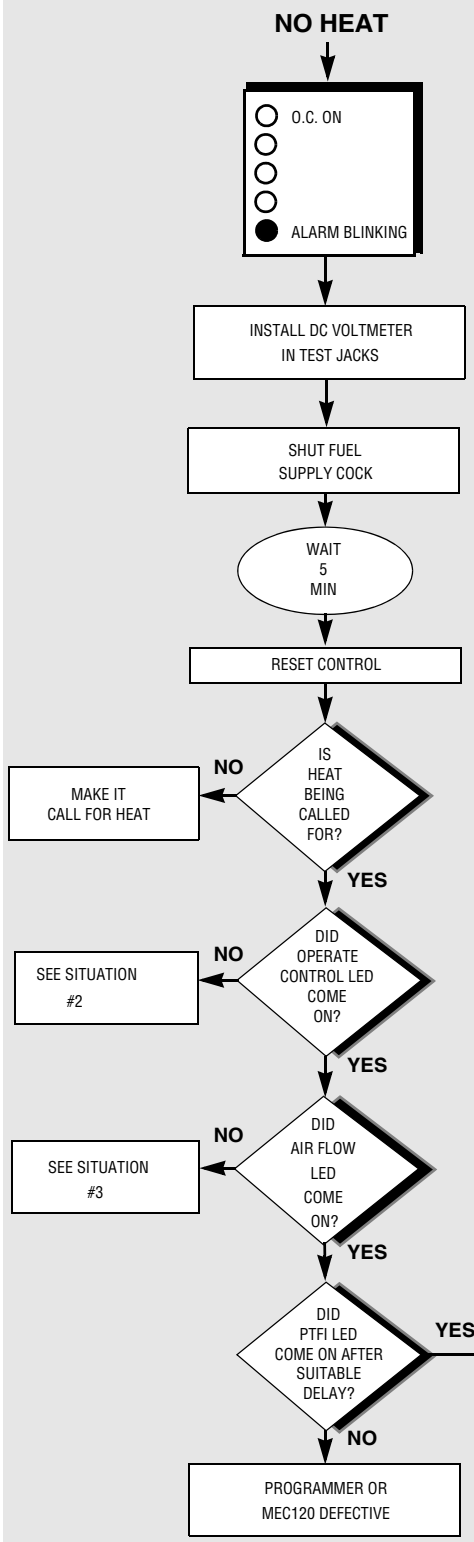 NO HEAT
O.C. ON
ALARM BLINKING
INSTALL DC VOLTMETER
IN TEST JACKS
SHUT FUEL
SUPPLY COCK
WAIT
5
MIN
RESET CONTROL
IS
HEAT
BEING
CALLED
FOR?
NO
MAKE IT
CALL FOR HEAT
YES
DID
OPERATE
CONTROL LED
COME
ON?
NO
SEE SITUATION
#2
YES
DID
AIR FLOW
LED
COME
ON?
NO
SEE SITUATION
#3
YES
DID
PTFI LED
COME ON AFTER
SUITABLE
DELAY?
YES
NO
PROGRAMMER OR
MEC120 DEFECTIVE